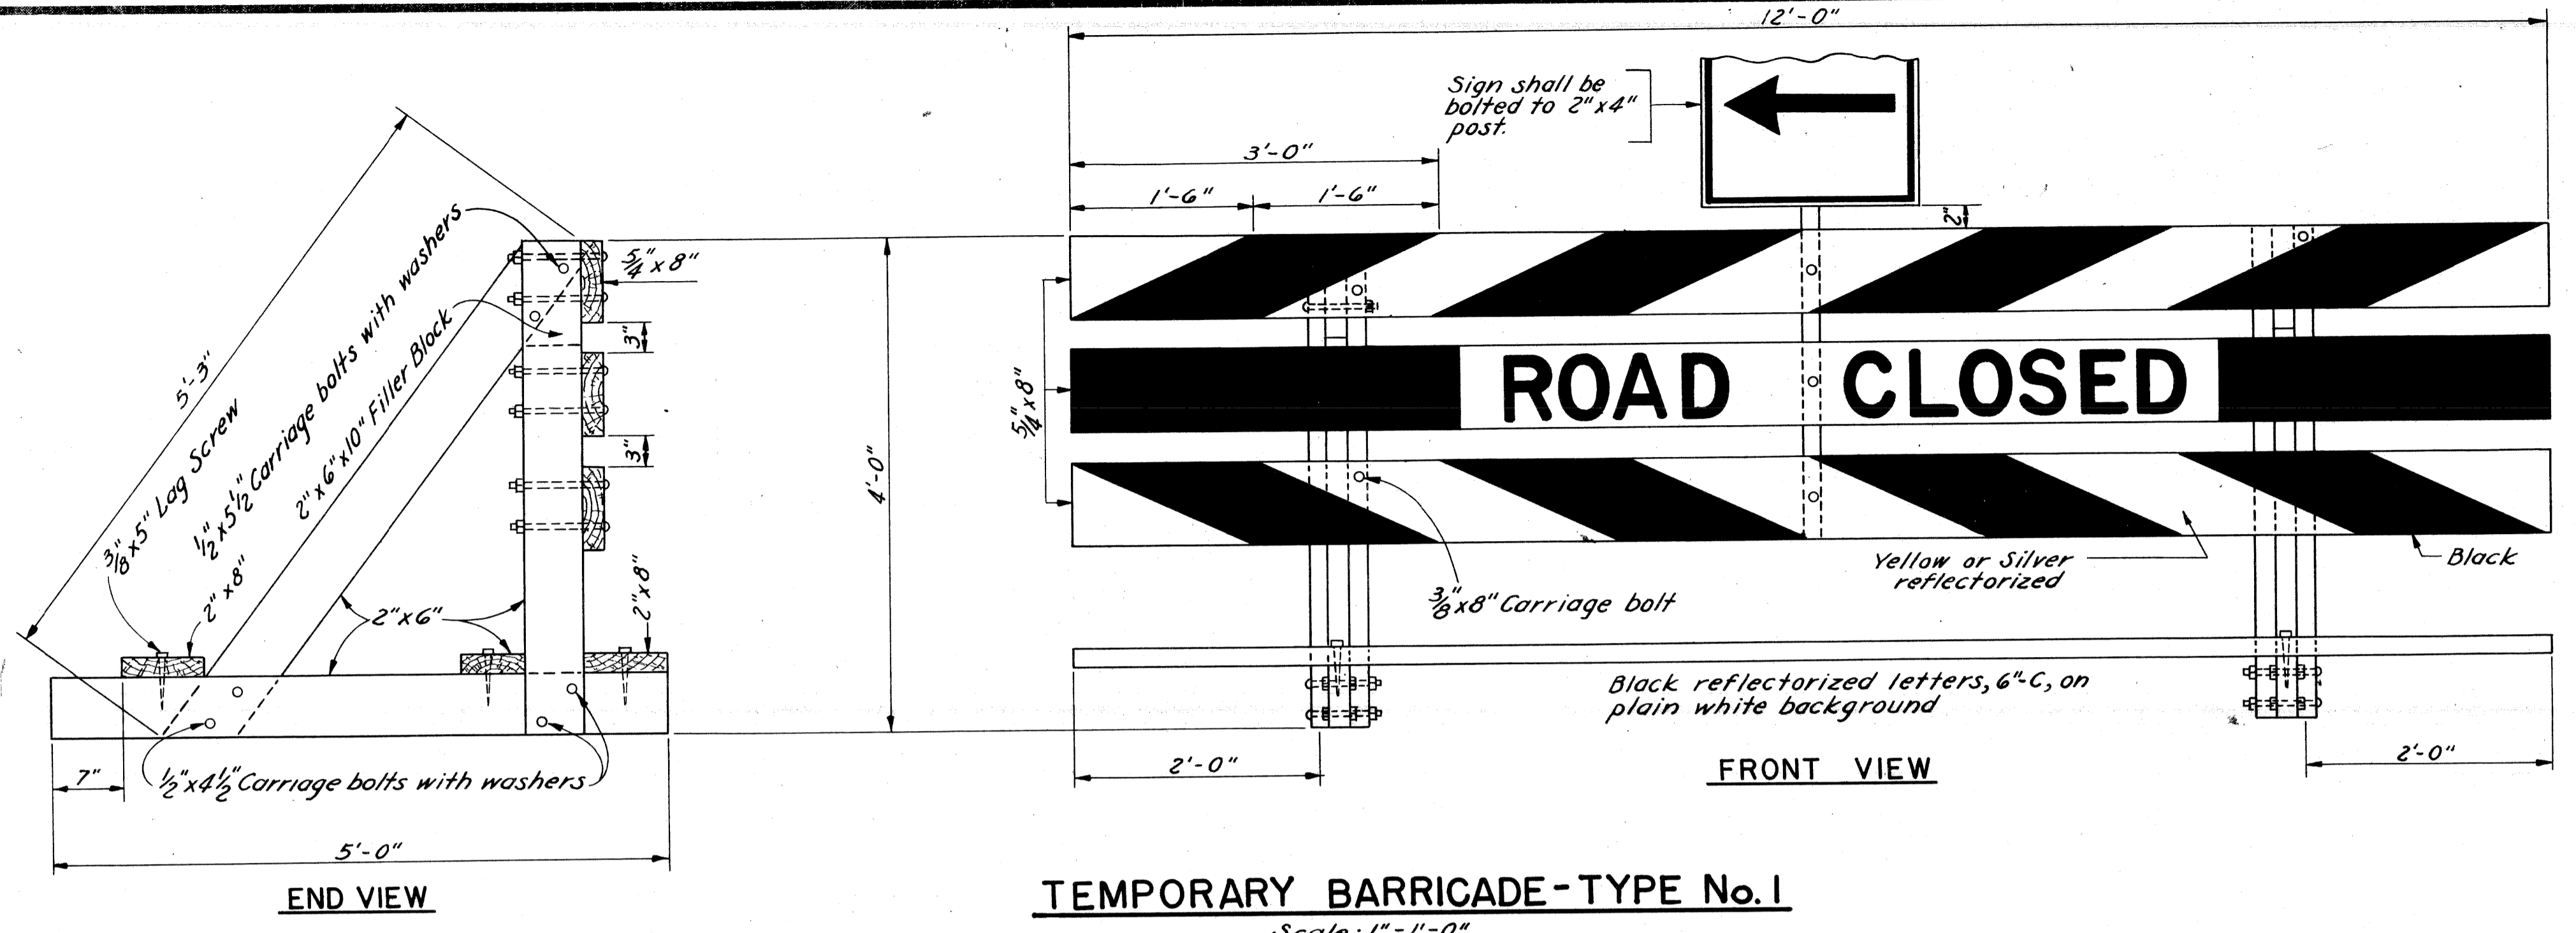 12'-0"
Sign shall be
bolted to 2"x4"
post.
3'-0"
1'-6" 1'-6"
2"
5/4" x 8"
3"
3"
5'-3"
3/8"x5" Lag Screw
1/2"x5 1/2" Carriage bolts with washers
2"x6"x10" Filler Block
2"x8"
2"x6"
2"x8"
4'-0"
5/4"x8"
ROAD CLOSED
Yellow or Silver
reflectorized
Black
3/8"x8" Carriage bolt
Black reflectorized letters, 6"-C, on
plain white background
7"
1/2"x4 1/2" Carriage bolts with washers
2'-0"
2'-0"
FRONT VIEW
5'-0"
END VIEW
TEMPORARY BARRICADE-TYPE No. 1
Scale: 1"=1'-0"